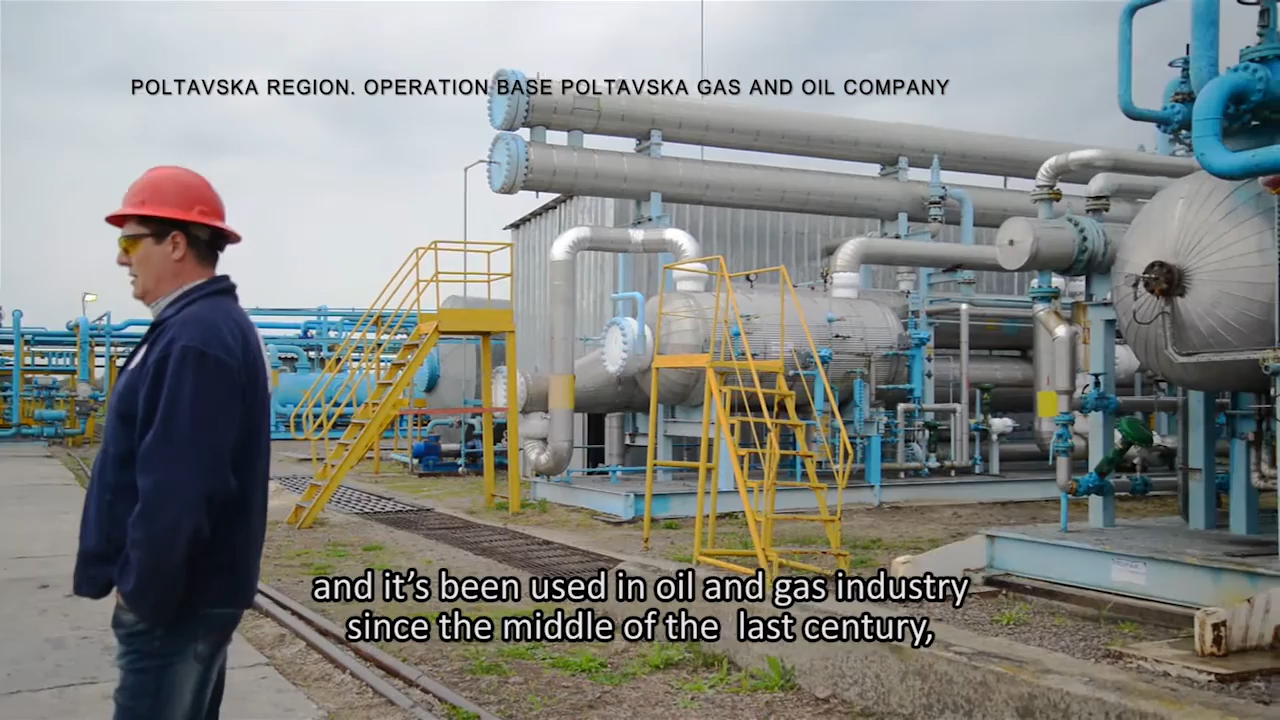 POLTAVSKA REGION. OPERATION BASE POLTAVSKA GAS AND OIL COMPANY
and it’s been used in oil and gas industry
since the middle of the last century,